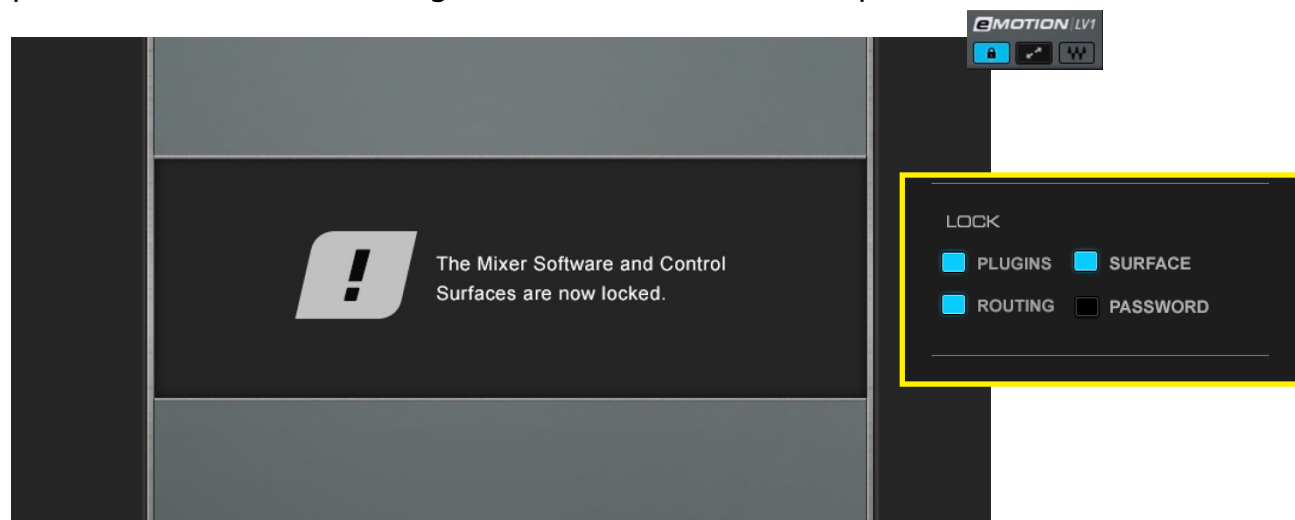 eMOTION|LV1
The Mixer Software and Control
Surfaces are now locked.
LOCK
PLUGINS SURFACE
ROUTING PASSWORD